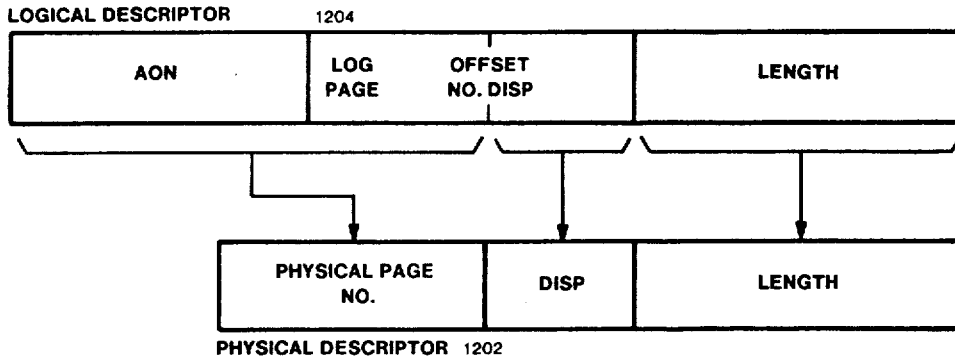 LOGICAL DESCRIPTOR 1204
AON
LOG
PAGE
OFFSET
NO. DISP
LENGTH
PHYSICAL PAGE
NO.
DISP
LENGTH
PHYSICAL DESCRIPTOR 1202